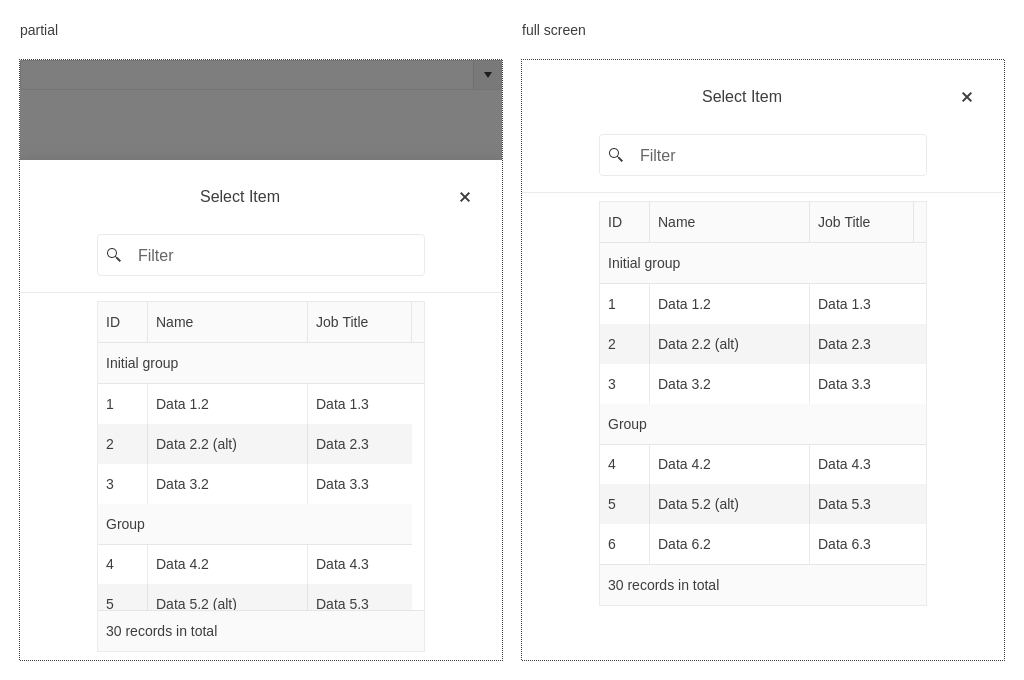 partial
Select Item
Filter
ID Name Job Title
Initial group
1 Data 1.2 Data 1.3
2 Data 2.2 (alt) Data 2.3
3 Data 3.2 Data 3.3
Group
4 Data 4.2 Data 4.3
5 Data 5.2 (alt) Data 5.3
30 records in total
full screen
Select Item
Filter
ID Name Job Title
Initial group
1 Data 1.2 Data 1.3
2 Data 2.2 (alt) Data 2.3
3 Data 3.2 Data 3.3
Group
4 Data 4.2 Data 4.3
5 Data 5.2 (alt) Data 5.3
6 Data 6.2 Data 6.3
30 records in total